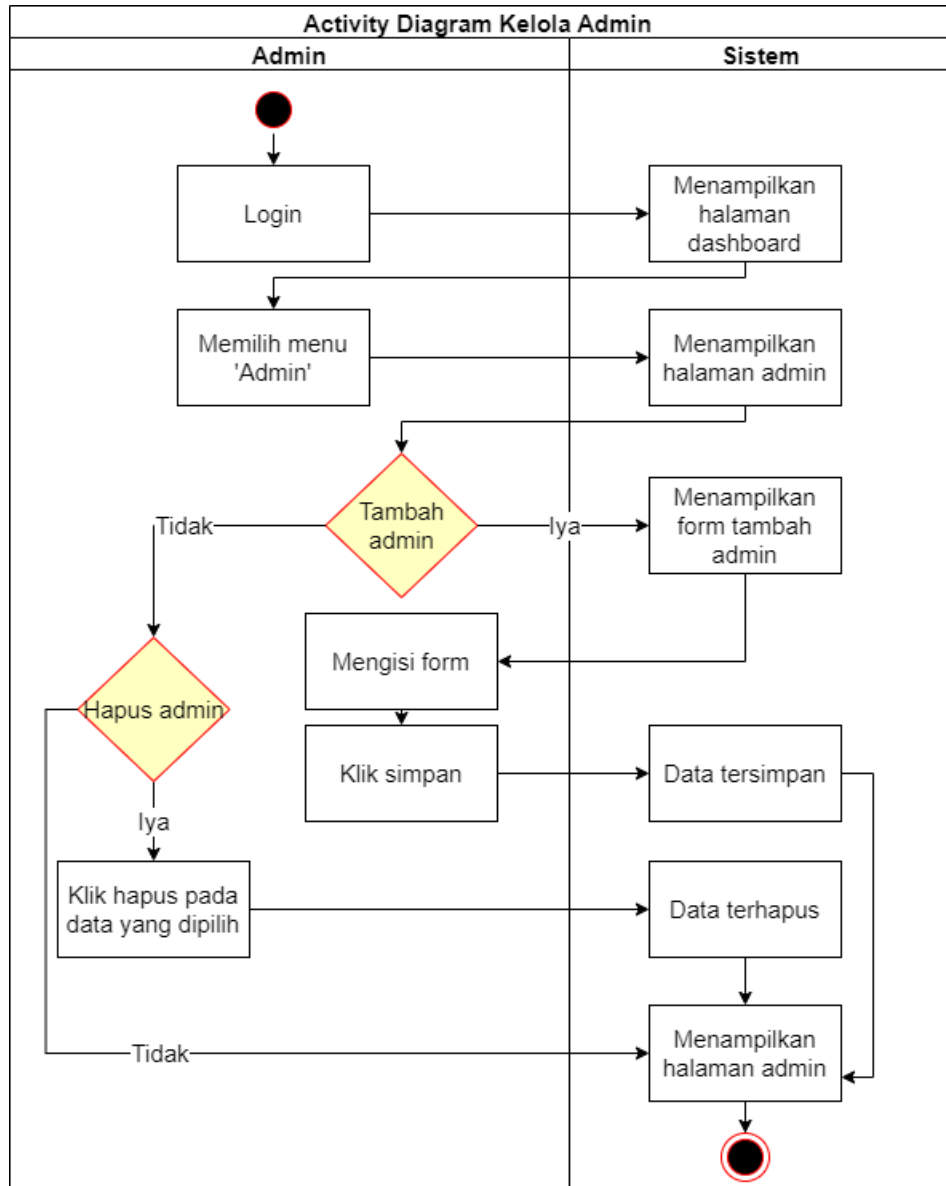 Activity Diagram Kelola Admin
Admin
Sistem
Login
Menampilkan
halaman
dashboard
Memilih menu
'Admin'
Menampilkan
halaman admin
Tambah
admin
Tidak
Iya
Menampilkan
form tambah
admin
Mengisi form
Hapus admin
Klik simpan
Data tersimpan
Iya
Klik hapus pada
data yang dipilih
Data terhapus
Tidak
Menampilkan
halaman admin